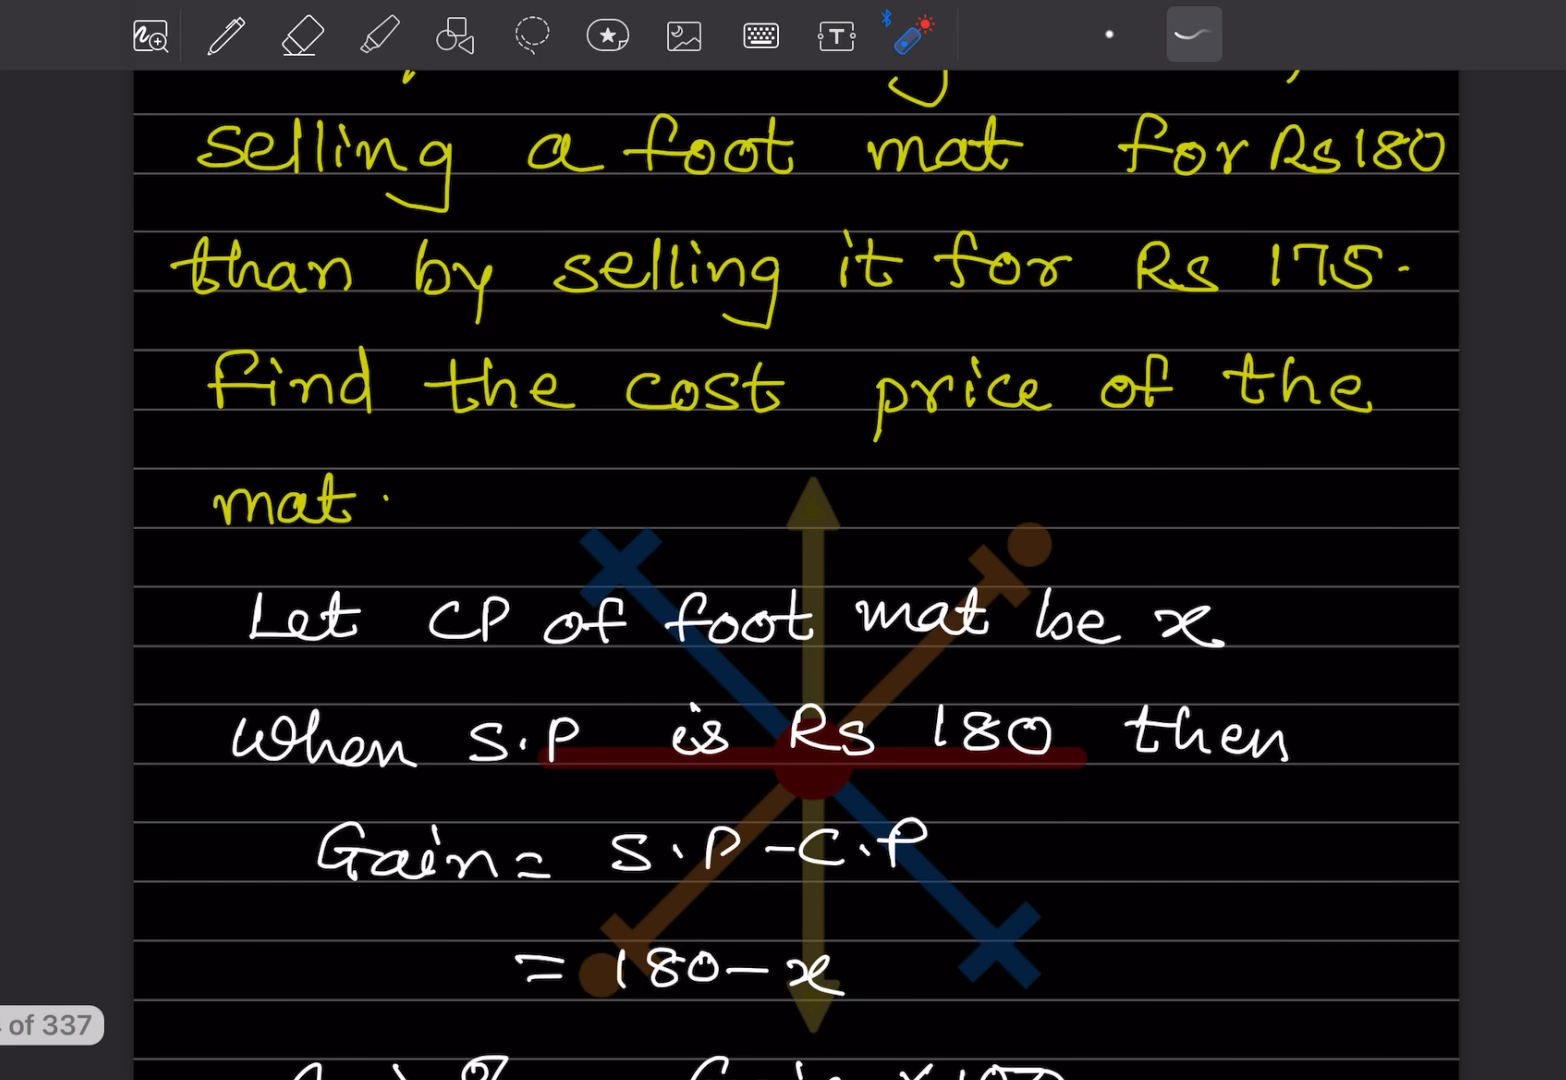 selling a foot mat for Rs 180
than by selling it for Rs 175.
find the cost price of the
mat.
Let CP of foot mat be x
When S.P is Rs 180 then
Gain = S.P - C.P
= 180 - x
of 337